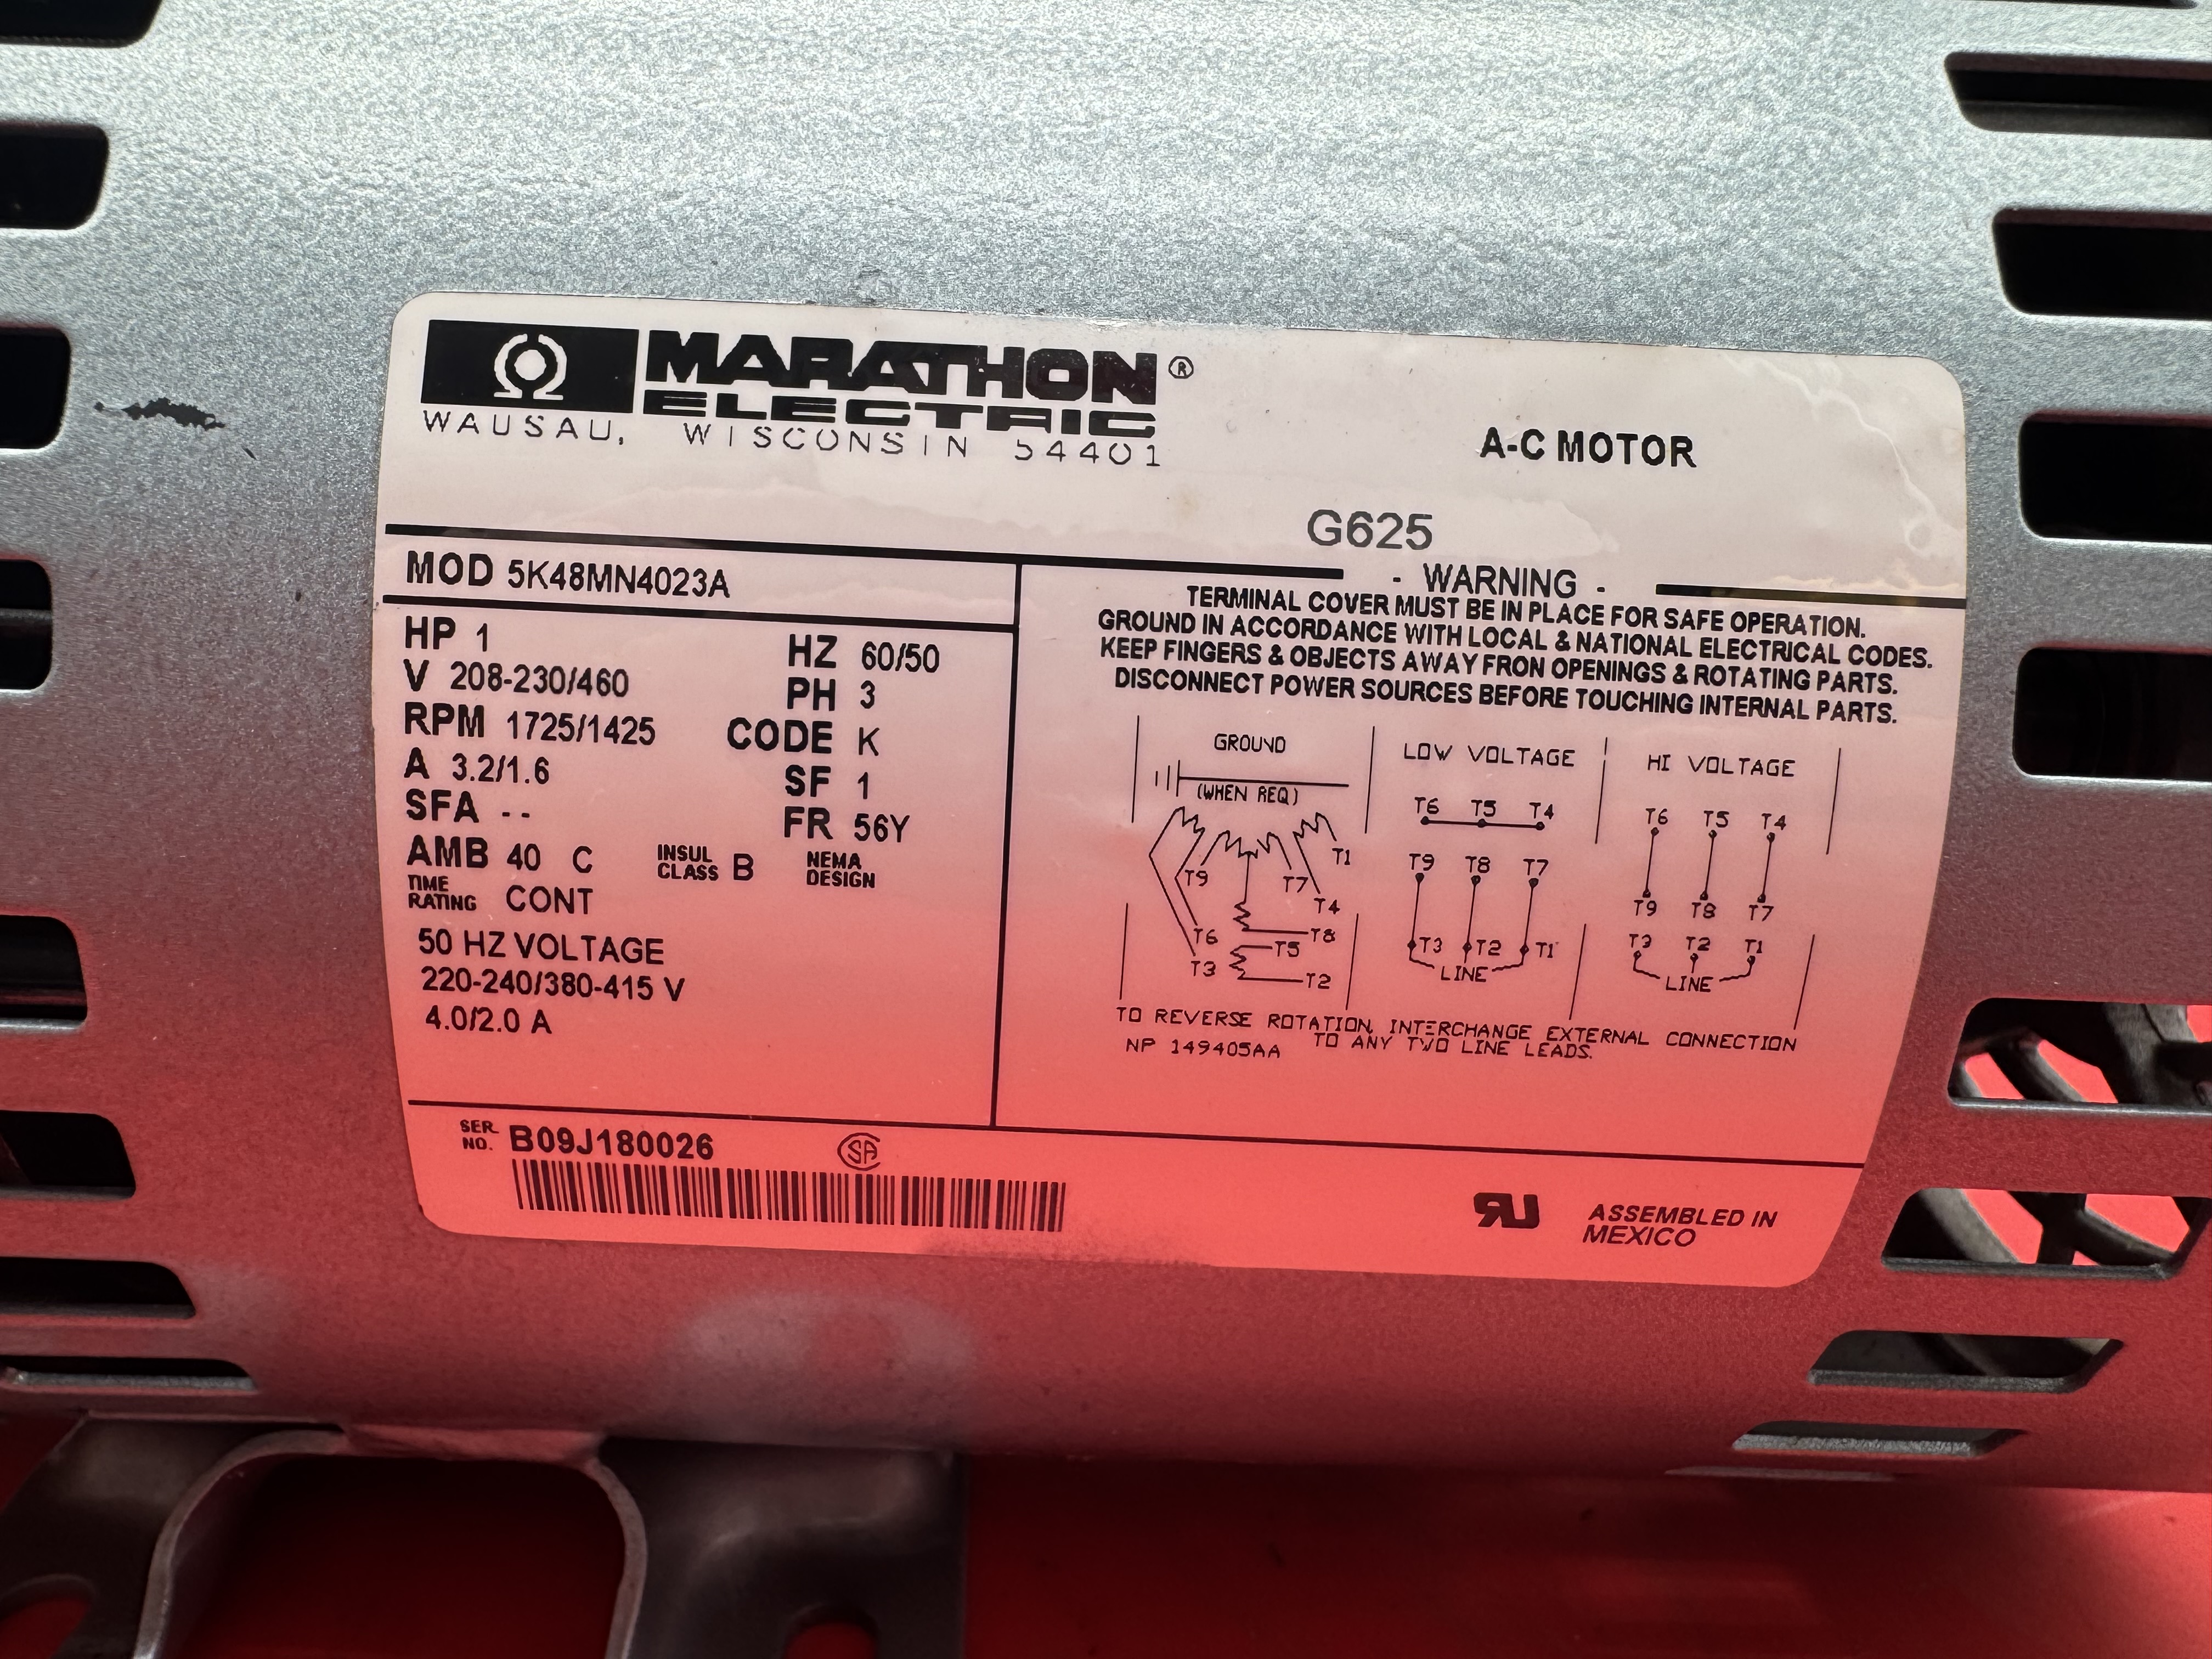 MARATHON®
ELECTRIC
WAUSAU, WISCONSIN 54401
A-C MOTOR
G625
MOD 5K48MN4023A
HP 1
HZ 60/50
V 208-230/460
PH 3
RPM 1725/1425
CODE K
A 3.2/1.6
SF 1
SFA --
FR 56Y
AMB 40 C
INSUL CLASS B
NEMA DESIGN
TIME RATING CONT
50 HZ VOLTAGE
220-240/380-415 V
4.0/2.0 A
- WARNING -
TERMINAL COVER MUST BE IN PLACE FOR SAFE OPERATION.
GROUND IN ACCORDANCE WITH LOCAL & NATIONAL ELECTRICAL CODES.
KEEP FINGERS & OBJECTS AWAY FRON OPENINGS & ROTATING PARTS.
DISCONNECT POWER SOURCES BEFORE TOUCHING INTERNAL PARTS.
GROUND
(WHEN REQ)
T1
T9
T7
T4
T6
T8
T5
T3
T2
LOW VOLTAGE
T6 T5 T4
T9 T8 T7
T3 T2 T1
LINE
HI VOLTAGE
T6 T5 T4
T9 T8 T7
T3 T2 T1
LINE
TO REVERSE ROTATION, INTERCHANGE EXTERNAL CONNECTION
TO ANY TWO LINE LEADS.
NP 149405AA
SER. NO. B09J180026
SA
RU
ASSEMBLED IN
MEXICO